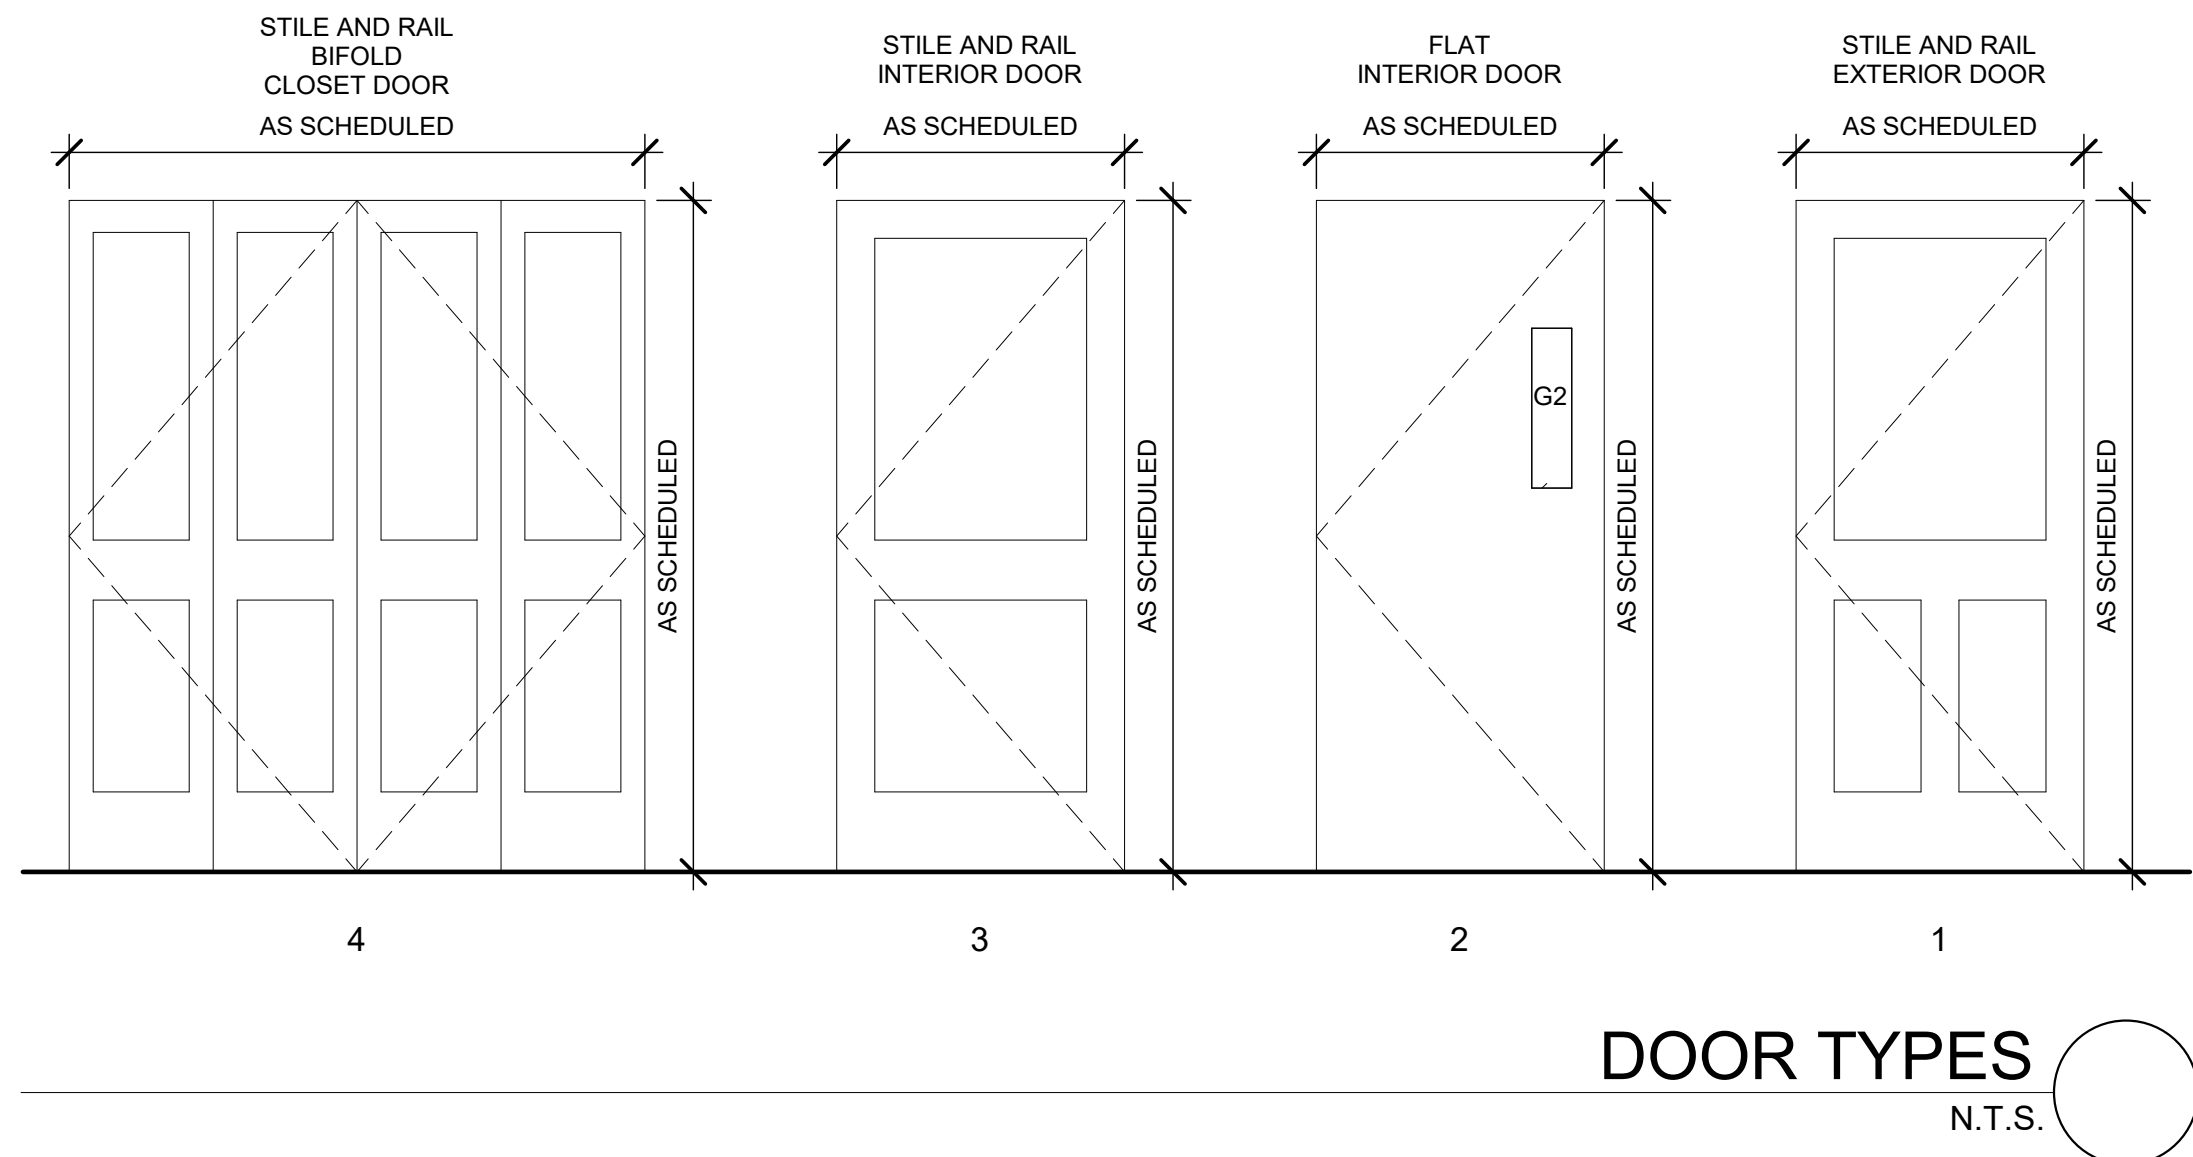 STILE AND RAIL
BIFOLD
CLOSET DOOR
AS SCHEDULED
AS SCHEDULED
4
STILE AND RAIL
INTERIOR DOOR
AS SCHEDULED
AS SCHEDULED
3
FLAT
INTERIOR DOOR
AS SCHEDULED
G2
AS SCHEDULED
2
STILE AND RAIL
EXTERIOR DOOR
AS SCHEDULED
AS SCHEDULED
1
DOOR TYPES
N.T.S.